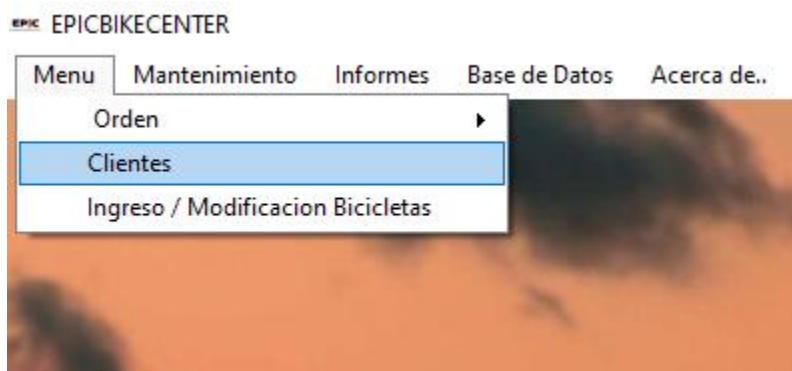 EPIC EPICBIKECENTER
Menu Mantenimiento Informes Base de Datos Acerca de..
Orden
Clientes
Ingreso / Modificacion Bicicletas